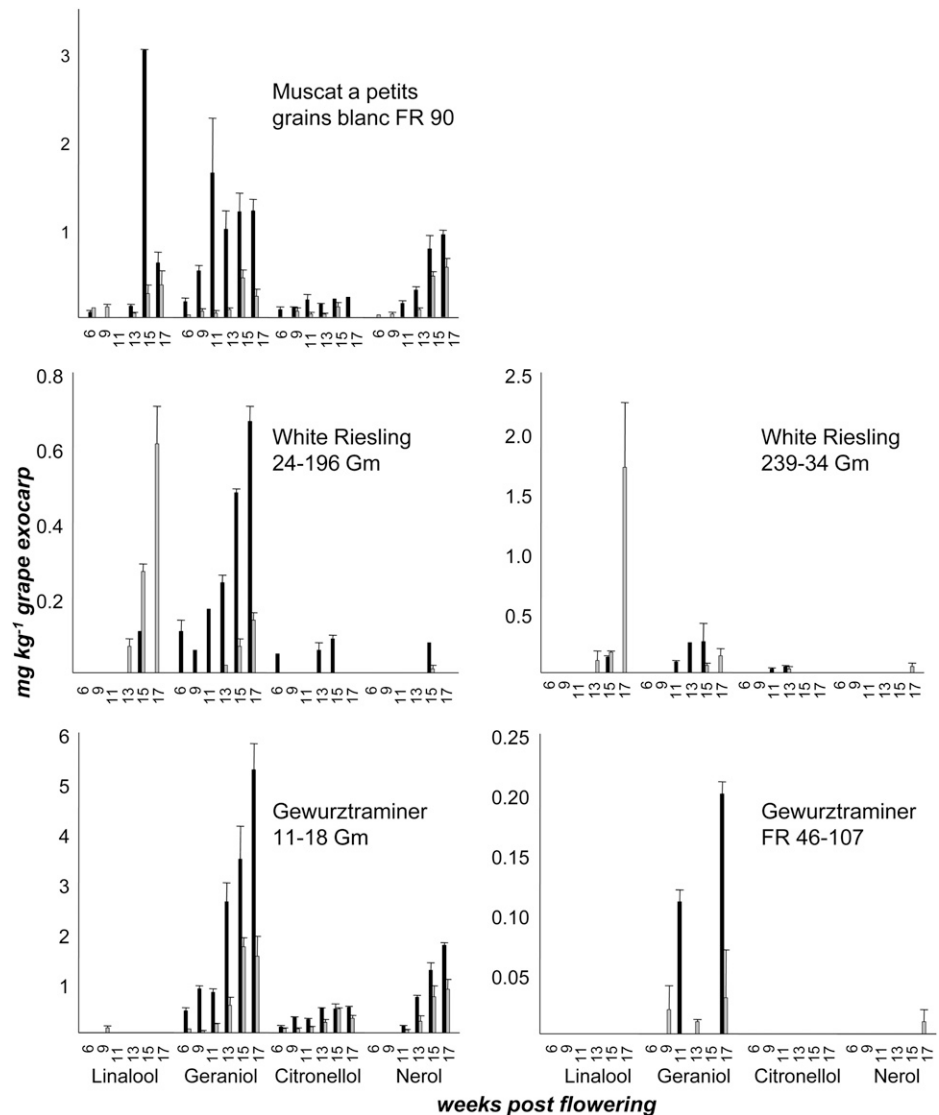 3
2
1
Muscat a petits
grains blanc FR 90
6 9 11 13 15 17 6 9 11 13 15 17 6 9 11 13 15 17 6 9 11 13 15 17
mg kg-1 grape exocarp
0.8
0.6
0.4
0.2
White Riesling
24-196 Gm
6 9 11 13 15 17 6 9 11 13 15 17 6 9 11 13 15 17 6 9 11 13 15 17
2.5
2.0
1.5
1.0
0.5
White Riesling
239-34 Gm
6 9 11 13 15 17 6 9 11 13 15 17 6 9 11 13 15 17 6 9 11 13 15 17
6
5
4
3
2
1
Gewurztraminer
11-18 Gm
6 9 11 13 15 17 6 9 11 13 15 17 6 9 11 13 15 17 6 9 11 13 15 17
Linalool Geraniol Citronellol Nerol
0.25
0.20
0.15
0.10
0.05
Gewurztraminer
FR 46-107
6 9 11 13 15 17 6 9 11 13 15 17 6 9 11 13 15 17 6 9 11 13 15 17
Linalool Geraniol Citronellol Nerol
weeks post flowering